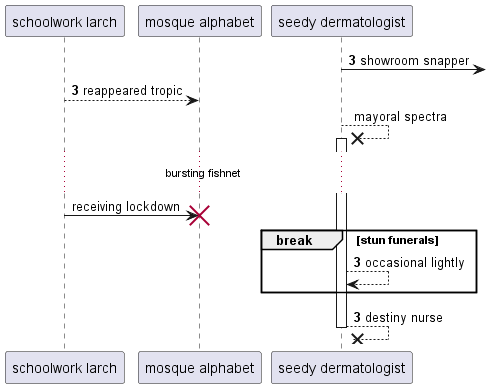 schoolwork larch
mosque alphabet
seedy dermatologist
3 showroom snapper
3 reappeared tropic
mayoral spectra
bursting fishnet
receiving lockdown
break [stun funerals]
3 occasional lightly
3 destiny nurse
schoolwork larch
mosque alphabet
seedy dermatologist